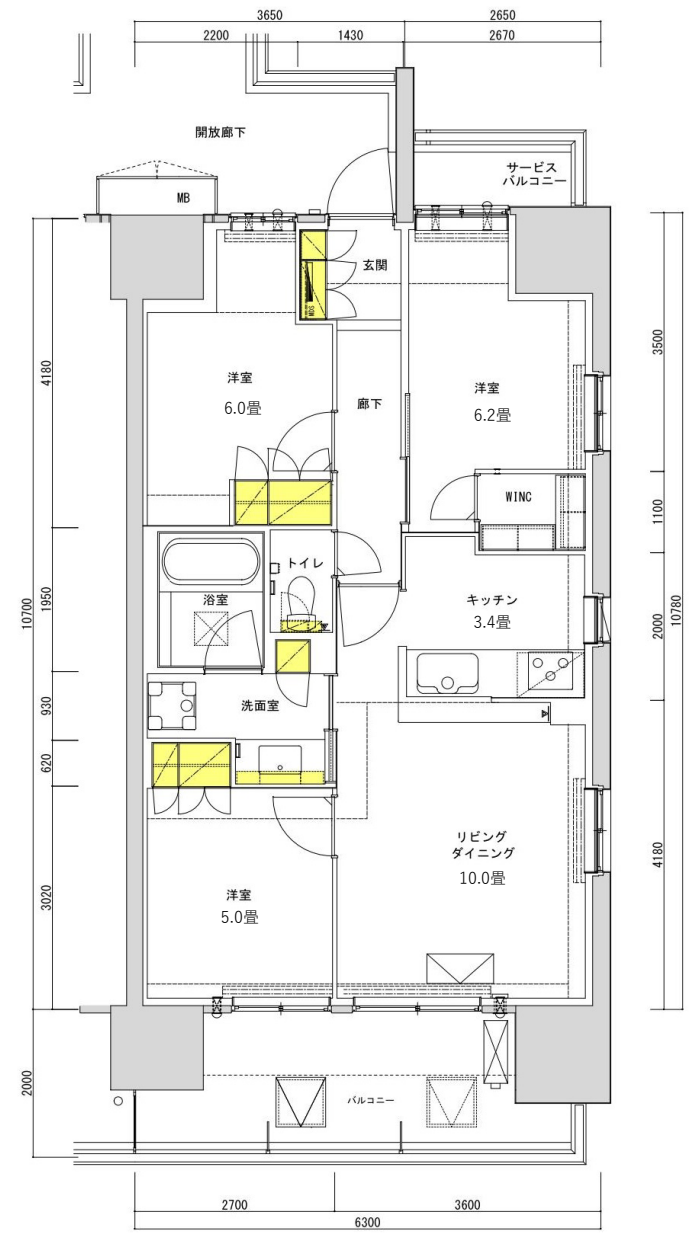 3650
2650
2200
1430
2670
開放廊下
サービス
バルコニー
MB
玄関
MDS
4180
3500
洋室
6.0畳
廊下
洋室
6.2畳
WINC
1100
トイレ
浴室
キッチン
3.4畳
10700
1950
2000
10780
洗面室
930
620
リビング
ダイニング
10.0畳
4180
洋室
5.0畳
3020
2000
バルコニー
2700
3600
6300